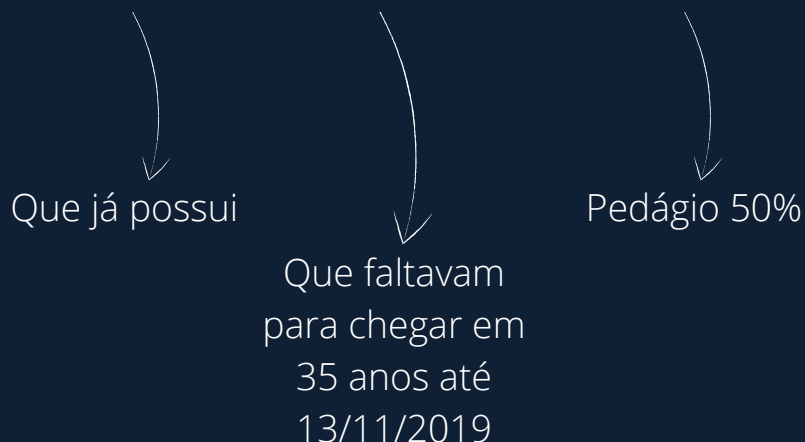 Que já possui
Pedágio 50%
Que faltavam
para chegar em
35 anos até
13/11/2019